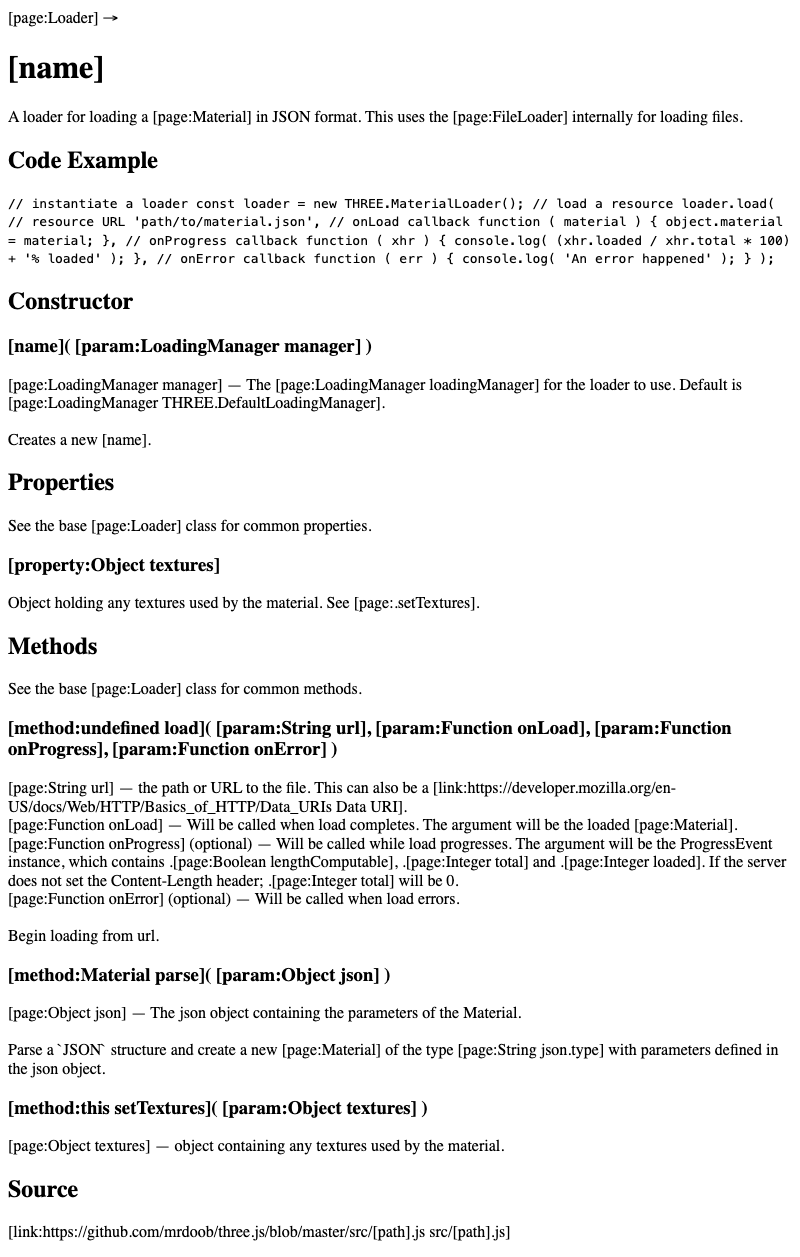 [page:Loader] →
[name]
A loader for loading a [page:Material] in JSON format. This uses the [page:FileLoader] internally for loading files.
Code Example
// instantiate a loader const loader = new THREE.MaterialLoader(); // load a resource loader.load(
// resource URL 'path/to/material.json', // onLoad callback function ( material ) { object.material
= material; }, // onProgress callback function ( xhr ) { console.log( (xhr.loaded / xhr.total * 100)
+ '% loaded' ); }, // onError callback function ( err ) { console.log( 'An error happened' ); } );
Constructor
[name]( [param:LoadingManager manager] )
[page:LoadingManager manager] — The [page:LoadingManager loadingManager] for the loader to use. Default is
[page:LoadingManager THREE.DefaultLoadingManager].
Creates a new [name].
Properties
See the base [page:Loader] class for common properties.
[property:Object textures]
Object holding any textures used by the material. See [page:.setTextures].
Methods
See the base [page:Loader] class for common methods.
[method:undefined load]( [param:String url], [param:Function onLoad], [param:Function
onProgress], [param:Function onError] )
[page:String url] — the path or URL to the file. This can also be a [link:https://developer.mozilla.org/en-
US/docs/Web/HTTP/Basics_of_HTTP/Data_URIs Data URI].
[page:Function onLoad] — Will be called when load completes. The argument will be the loaded [page:Material].
[page:Function onProgress] (optional) — Will be called while load progresses. The argument will be the ProgressEvent
instance, which contains .[page:Boolean lengthComputable], .[page:Integer total] and .[page:Integer loaded]. If the server
does not set the Content-Length header; .[page:Integer total] will be 0.
[page:Function onError] (optional) — Will be called when load errors.
Begin loading from url.
[method:Material parse]( [param:Object json] )
[page:Object json] — The json object containing the parameters of the Material.
Parse a `JSON` structure and create a new [page:Material] of the type [page:String json.type] with parameters defined in
the json object.
[method:this setTextures]( [param:Object textures] )
[page:Object textures] — object containing any textures used by the material.
Source
[link:https://github.com/mrdoob/three.js/blob/master/src/[path].js src/[path].js]